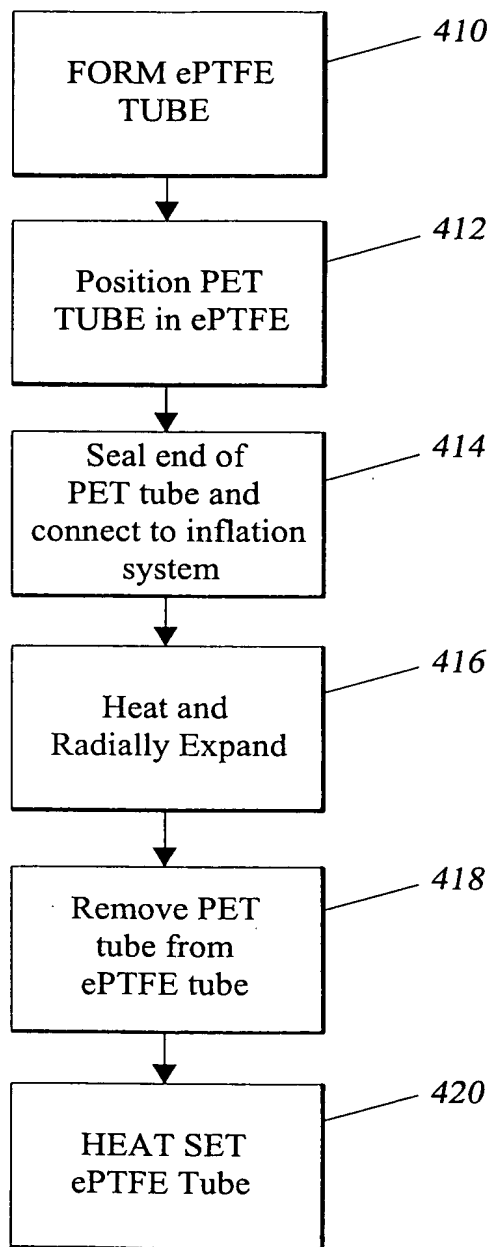 410
FORM ePTFE
TUBE
412
Position PET
TUBE in ePTFE
414
Seal end of
PET tube and
connect to inflation
system
416
Heat and
Radially Expand
418
Remove PET
tube from
ePTFE tube
420
HEAT SET
ePTFE Tube